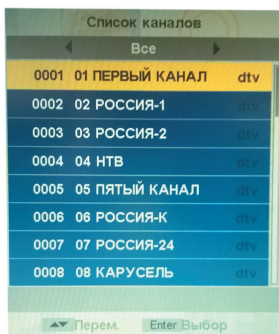 Список каналов
Все
0001 01 ПЕРВЫЙ КАНАЛ dtv
0002 02 РОССИЯ-1 dtv
0003 03 РОССИЯ-2 dtv
0004 04 НТВ dtv
0005 05 ПЯТЫЙ КАНАЛ dtv
0006 06 РОССИЯ-К dtv
0007 07 РОССИЯ-24 dtv
0008 08 КАРУСЕЛЬ dtv
Перем. Enter Выбор